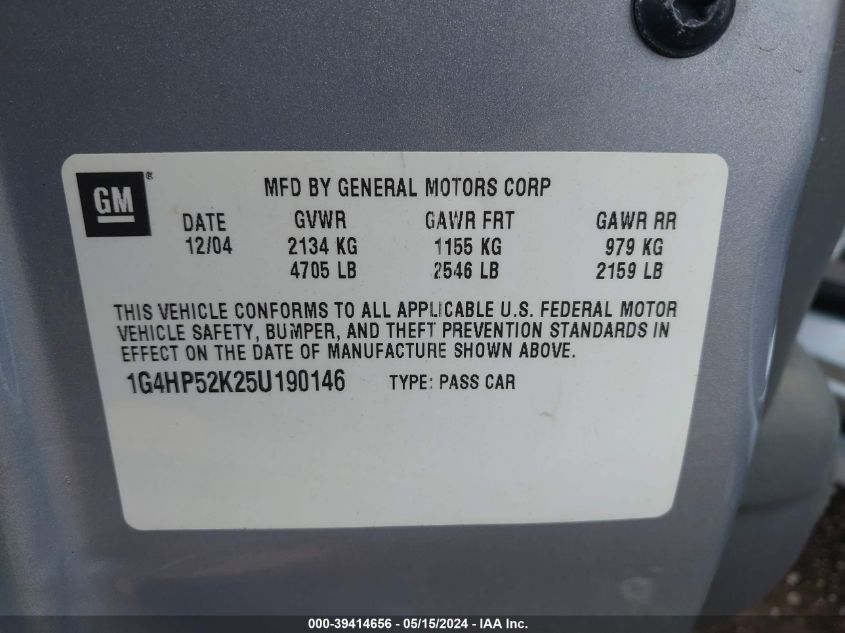 GM®
MFD BY GENERAL MOTORS CORP
DATE GVWR GAWR FRT GAWR RR
12/04 2134 KG 1155 KG 979 KG
4705 LB 2546 LB 2159 LB
THIS VEHICLE CONFORMS TO ALL APPLICABLE U.S. FEDERAL MOTOR
VEHICLE SAFETY, BUMPER, AND THEFT PREVENTION STANDARDS IN
EFFECT ON THE DATE OF MANUFACTURE SHOWN ABOVE.
1G4HP52K25U190146 TYPE: PASS CAR
000-39414656 - 05/15/2024 - IAA Inc.